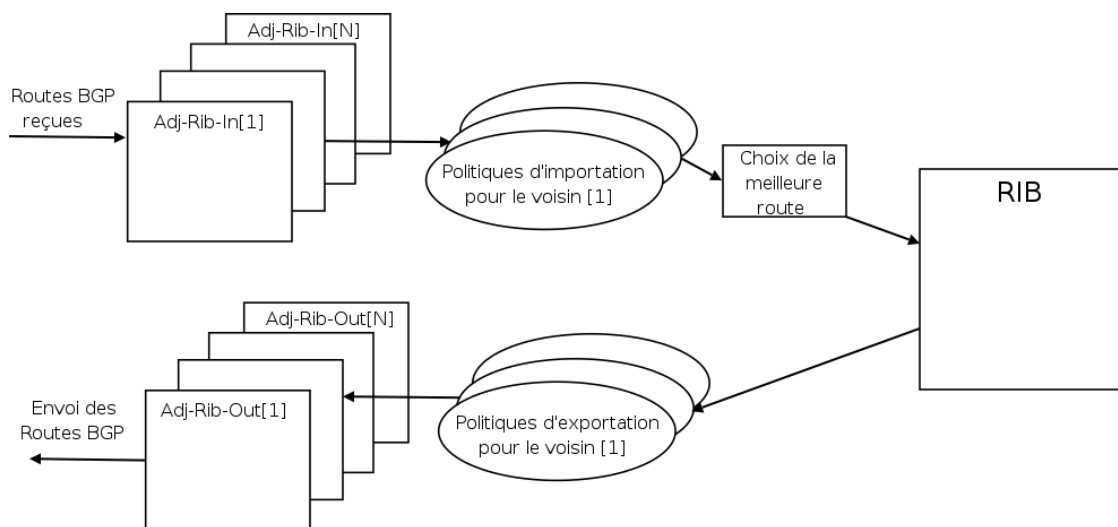 Adj-Rib-In[N]
Routes BGP
reçues
Adj-Rib-In[1]
Politiques d'importation
pour le voisin [1]
Choix de la
meilleure
route
RIB
Adj-Rib-Out[N]
Adj-Rib-Out[1]
Envoi des
Routes BGP
Politiques d'exportation
pour le voisin [1]